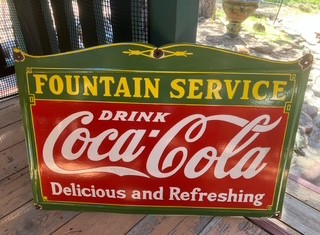 FOUNTAIN SERVICE
DRINK
Coca-Cola
Delicious and Refreshing